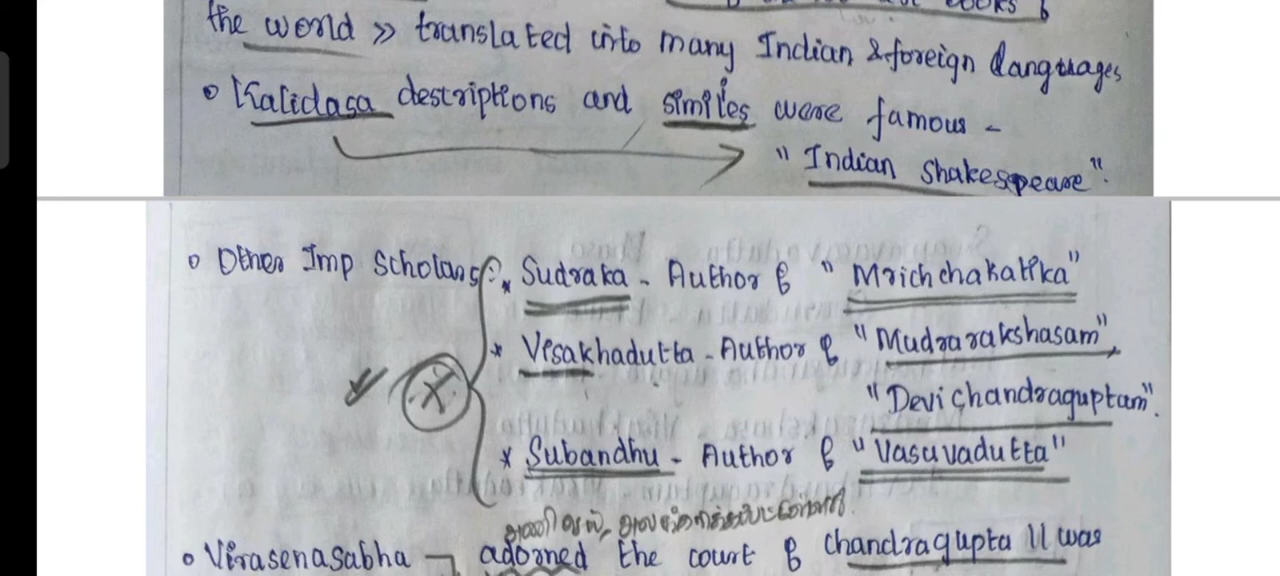 the world >> translated into many Indian & foreign languages
• Kalidasa descriptions and similes were famous -
"Indian Shakespeare".
• Other Imp Scholars: * Sudraka - Author of "Mrichchakatika"
* Visakhadutta - Author of "Mudrarakshasam",
"Devichandraguptam".
* Subandhu - Author of "Vasuvadutta"
• Virasenasabha → adorned the court of chandragupta II was